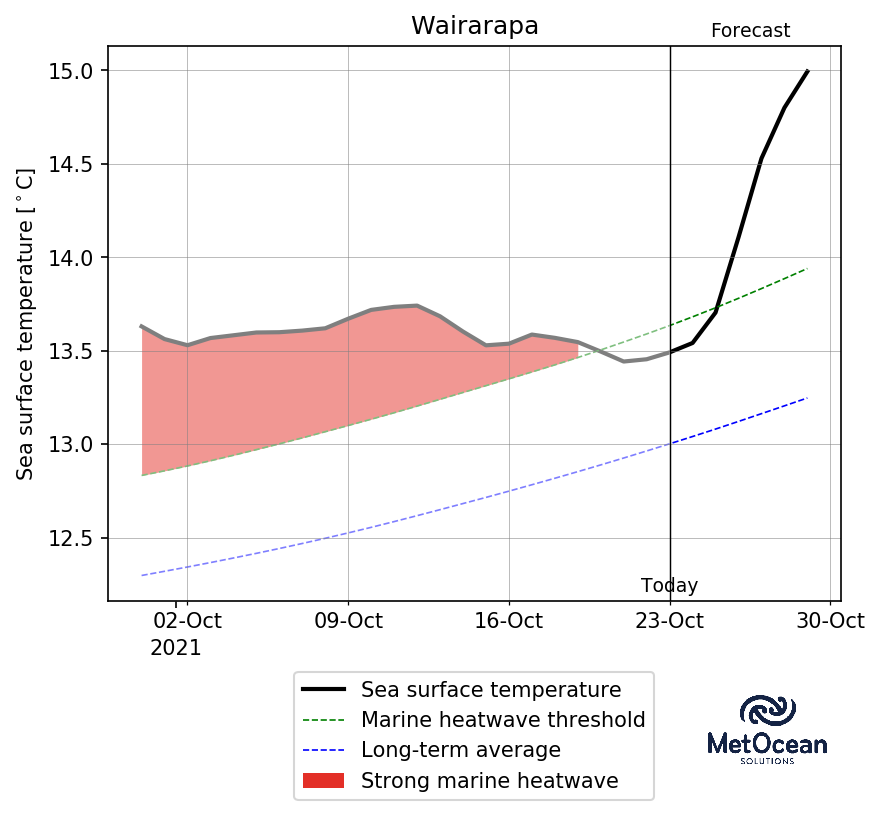 Wairarapa
Forecast
Sea surface temperature [°C]
15.0
14.5
14.0
13.5
13.0
12.5
Today
02-Oct 09-Oct 16-Oct 23-Oct 30-Oct
2021
Sea surface temperature
Marine heatwave threshold
Long-term average
Strong marine heatwave
MetOcean
SOLUTIONS